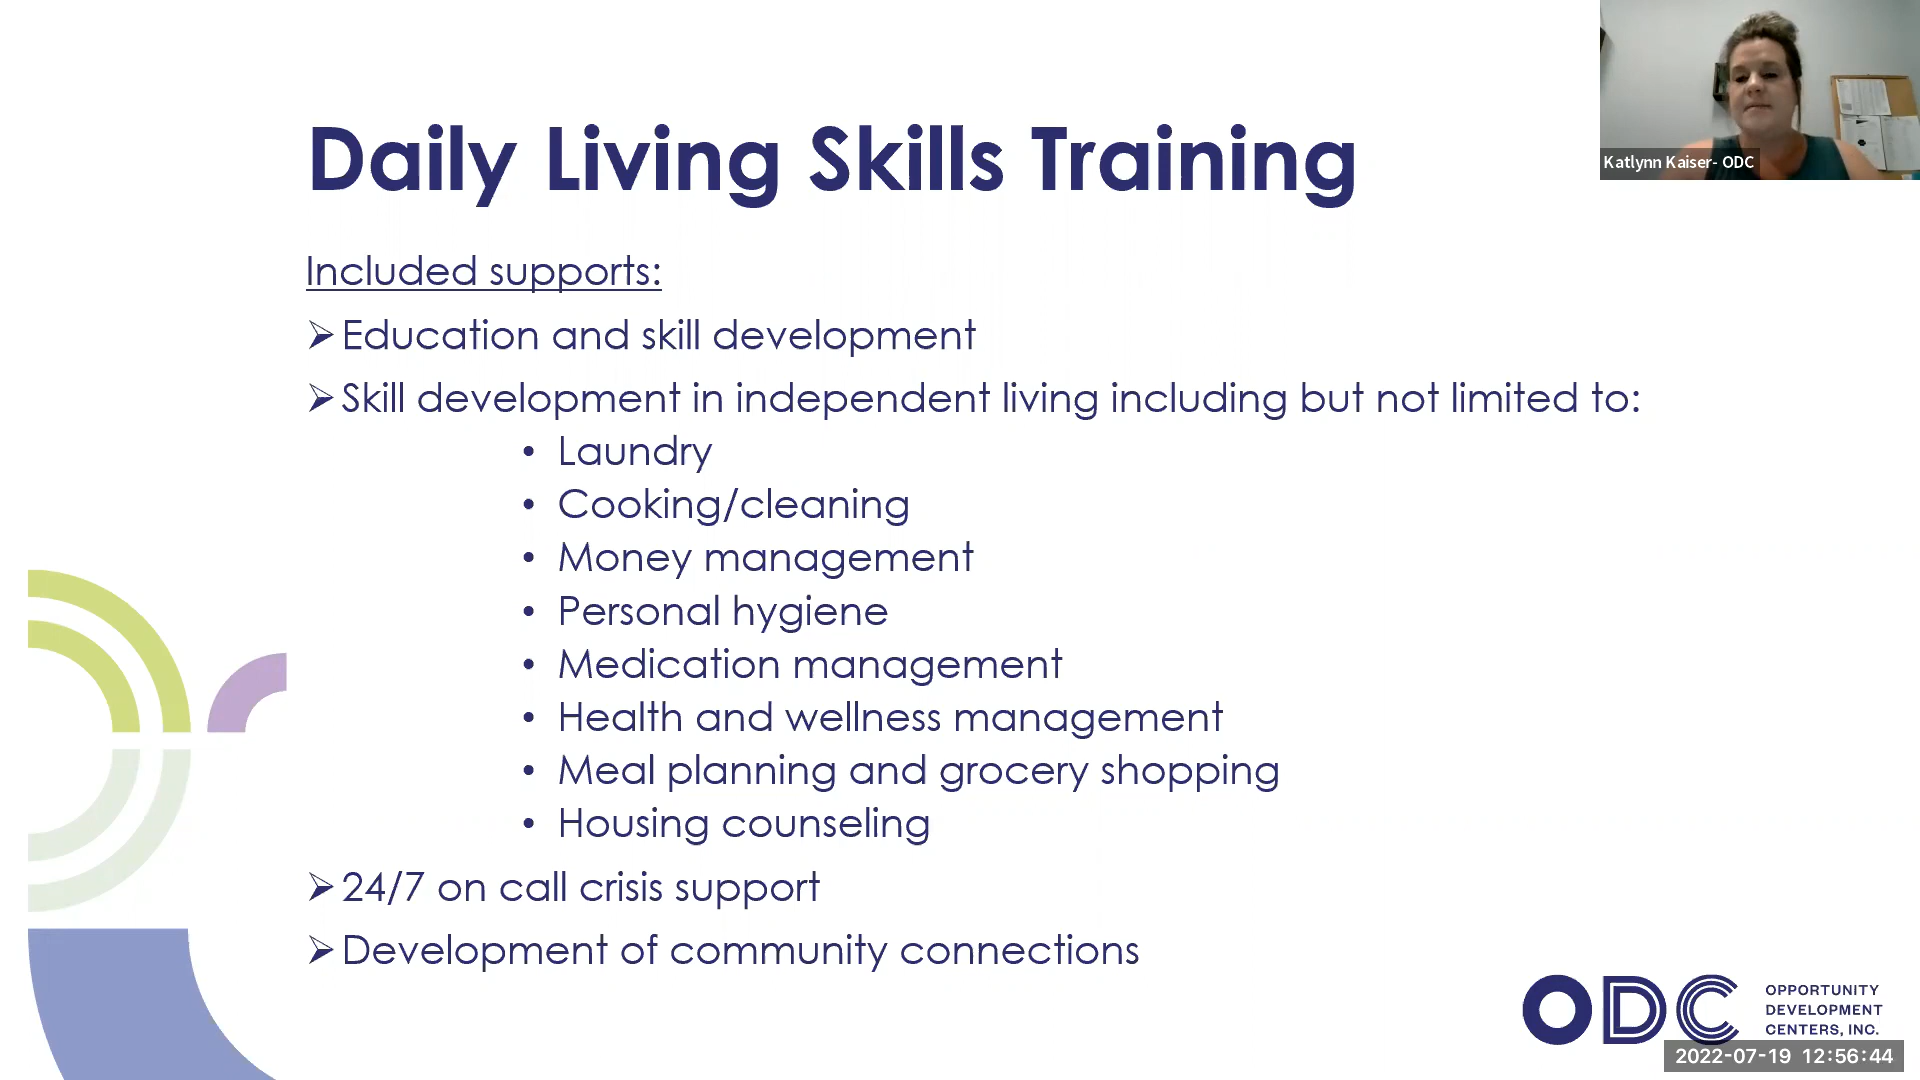 Daily Living Skills Training
Katlynn Kaiser- ODC
Included supports:
Education and skill development
Skill development in independent living including but not limited to:
• Laundry
• Cooking/cleaning
• Money management
• Personal hygiene
• Medication management
• Health and wellness management
• Meal planning and grocery shopping
• Housing counseling
24/7 on call crisis support
Development of community connections
ODC
OPPORTUNITY
DEVELOPMENT
CENTERS, INC.
2022-07-19 12:56:44